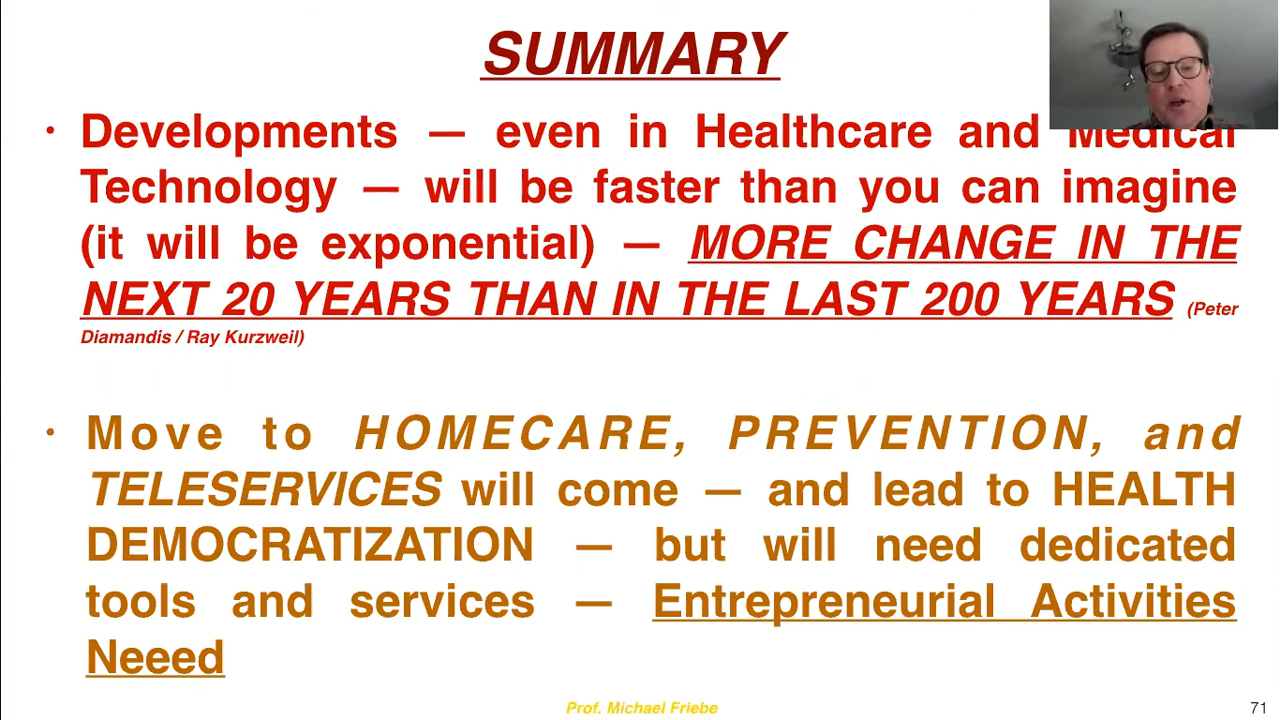 SUMMARY
• Developments — even in Healthcare and Medical
Technology — will be faster than you can imagine
(it will be exponential) — MORE CHANGE IN THE
NEXT 20 YEARS THAN IN THE LAST 200 YEARS (Peter
Diamandis / Ray Kurzweil)
• Move to HOMECARE, PREVENTION, and
TELESERVICES will come — and lead to HEALTH
DEMOCRATIZATION — but will need dedicated
tools and services — Entrepreneurial Activities
Neeed
Prof. Michael Friebe
71